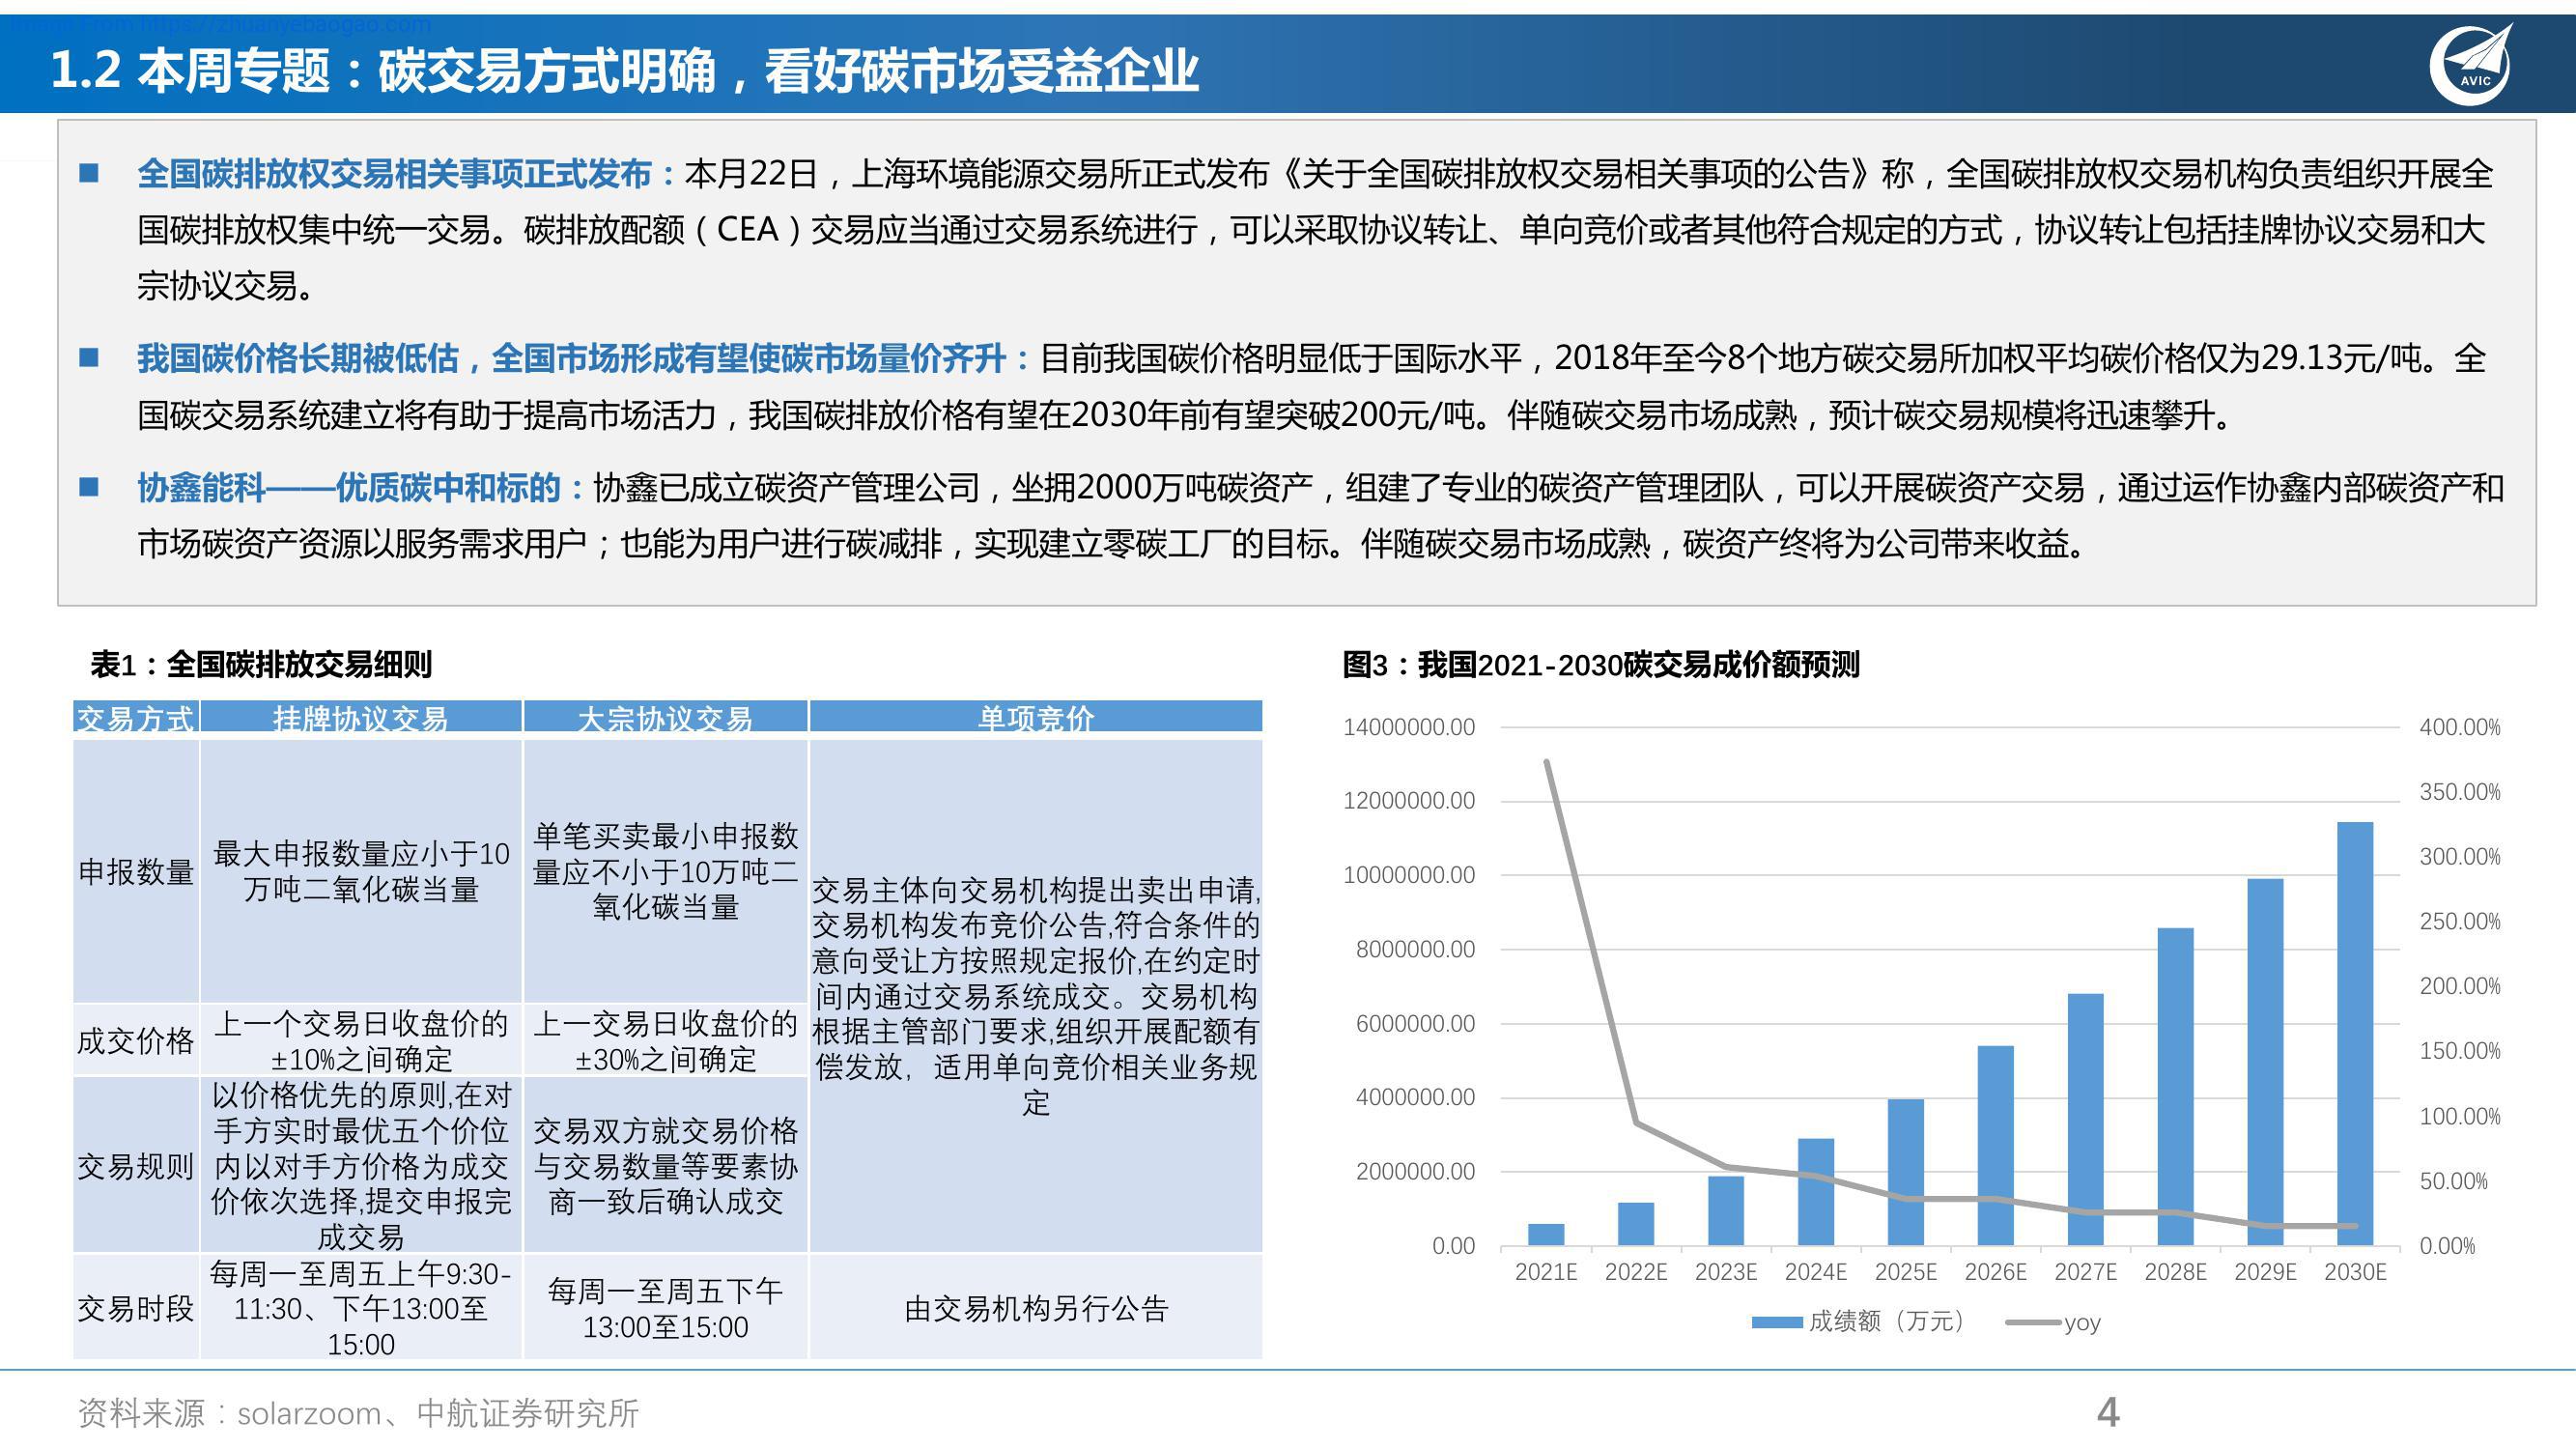 Image From https://zhuanyebaogao.com
1.2 本周专题：碳交易方式明确，看好碳市场受益企业
AVIC
■ 全国碳排放权交易相关事项正式发布：本月22日，上海环境能源交易所正式发布《关于全国碳排放权交易相关事项的公告》称，全国碳排放权交易机构负责组织开展全
国碳排放权集中统一交易。碳排放配额（CEA）交易应当通过交易系统进行，可以采取协议转让、单向竞价或者其他符合规定的方式，协议转让包括挂牌协议交易和大
宗协议交易。
■ 我国碳价格长期被低估，全国市场形成有望使碳市场量价齐升：目前我国碳价格明显低于国际水平，2018年至今8个地方碳交易所加权平均碳价格仅为29.13元/吨。全
国碳交易系统建立将有助于提高市场活力，我国碳排放价格有望在2030年前有望突破200元/吨。伴随碳交易市场成熟，预计碳交易规模将迅速攀升。
■ 协鑫能科——优质碳中和标的：协鑫已成立碳资产管理公司，坐拥2000万吨碳资产，组建了专业的碳资产管理团队，可以开展碳资产交易，通过运作协鑫内部碳资产和
市场碳资产资源以服务需求用户；也能为用户进行碳减排，实现建立零碳工厂的目标。伴随碳交易市场成熟，碳资产终将为公司带来收益。
表1：全国碳排放交易细则
交易方式 挂牌协议交易 大宗协议交易 单项竞价
申报数量
最大申报数量应小于10
万吨二氧化碳当量
单笔买卖最小申报数
量应不小于10万吨二
氧化碳当量
交易主体向交易机构提出卖出申请,
交易机构发布竞价公告,符合条件的
意向受让方按照规定报价,在约定时
间内通过交易系统成交。交易机构
根据主管部门要求,组织开展配额有
偿发放，适用单向竞价相关业务规
定
成交价格
上一个交易日收盘价的
±10%之间确定
上一交易日收盘价的
±30%之间确定
交易规则
以价格优先的原则,在对
手方实时最优五个价位
内以对手方价格为成交
价依次选择,提交申报完
成交易
交易双方就交易价格
与交易数量等要素协
商一致后确认成交
交易时段
每周一至周五上午9:30-
11:30、下午13:00至
15:00
每周一至周五下午
13:00至15:00
由交易机构另行公告
图3：我国2021-2030碳交易成价额预测
14000000.00
12000000.00
10000000.00
8000000.00
6000000.00
4000000.00
2000000.00
0.00
400.00%
350.00%
300.00%
250.00%
200.00%
150.00%
100.00%
50.00%
0.00%
2021E 2022E 2023E 2024E 2025E 2026E 2027E 2028E 2029E 2030E
成绩额（万元） yoy
资料来源：solarzoom、中航证券研究所
4